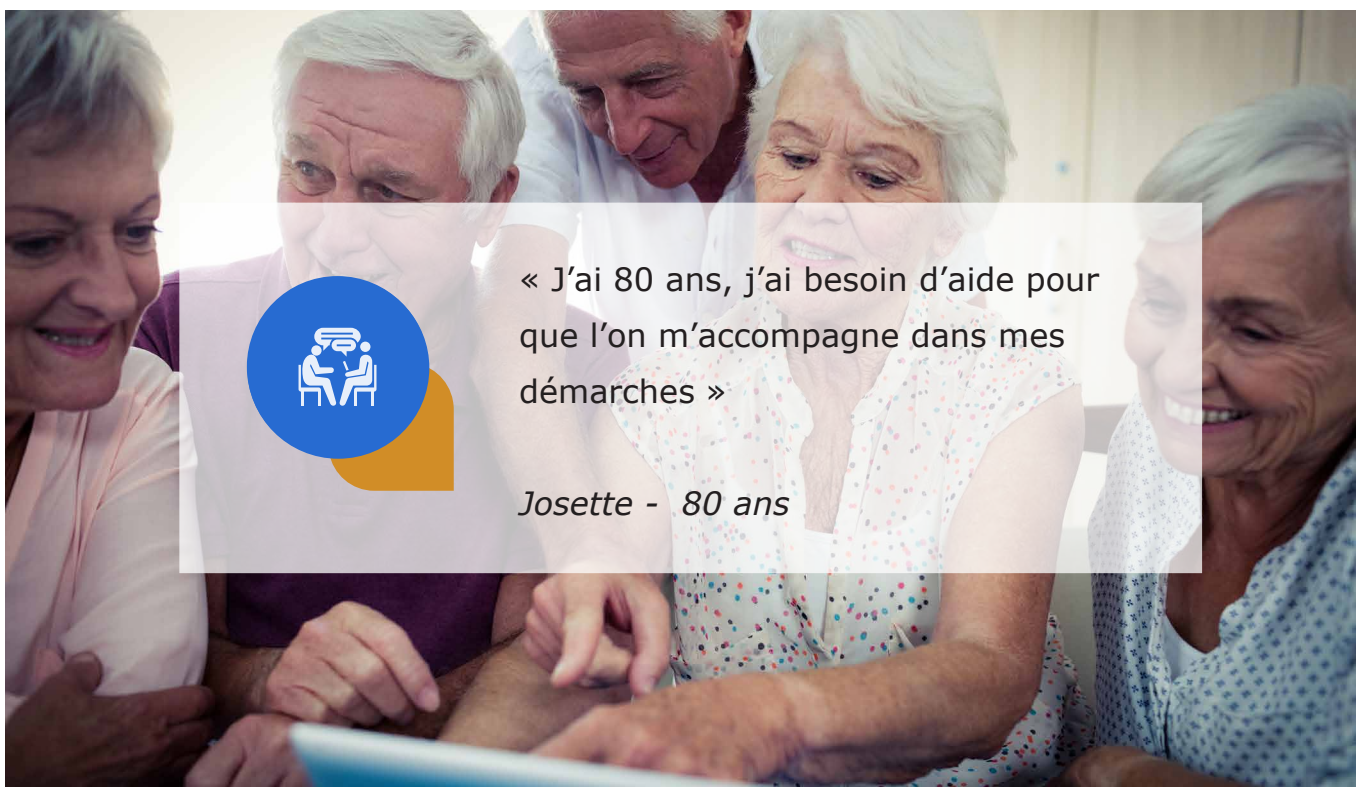 « J’ai 80 ans, j’ai besoin d’aide pour
que l’on m’accompagne dans mes
démarches »
Josette -  80 ans